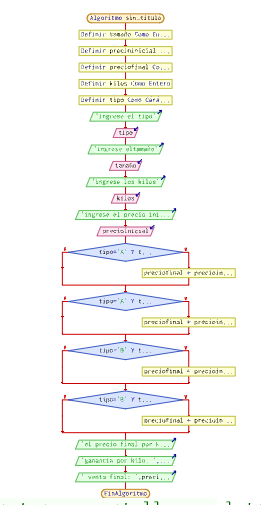 Algoritmo sin_titulo
Definir tamaño Como En...
Definir precioinicial ...
Definir preciofinal Co...
Definir kilos Como Entero
Definir tipo Como Cara...
'ingrese el tipo'
tipo
'ingrese eltamaño'
tamaño
'ingrese los kilos'
kilos
'ingrese el precio ini...
precioinicial
tipo='A' Y t...
preciofinal ← precioin...
tipo='A' Y t...
preciofinal ← precioin...
tipo='B' Y t...
preciofinal ← precioin...
tipo='B' Y t...
preciofinal ← precioin...
'el precio final por k...
'ganancia por kilo
'venta final: ',preci...
FinAlgoritmo